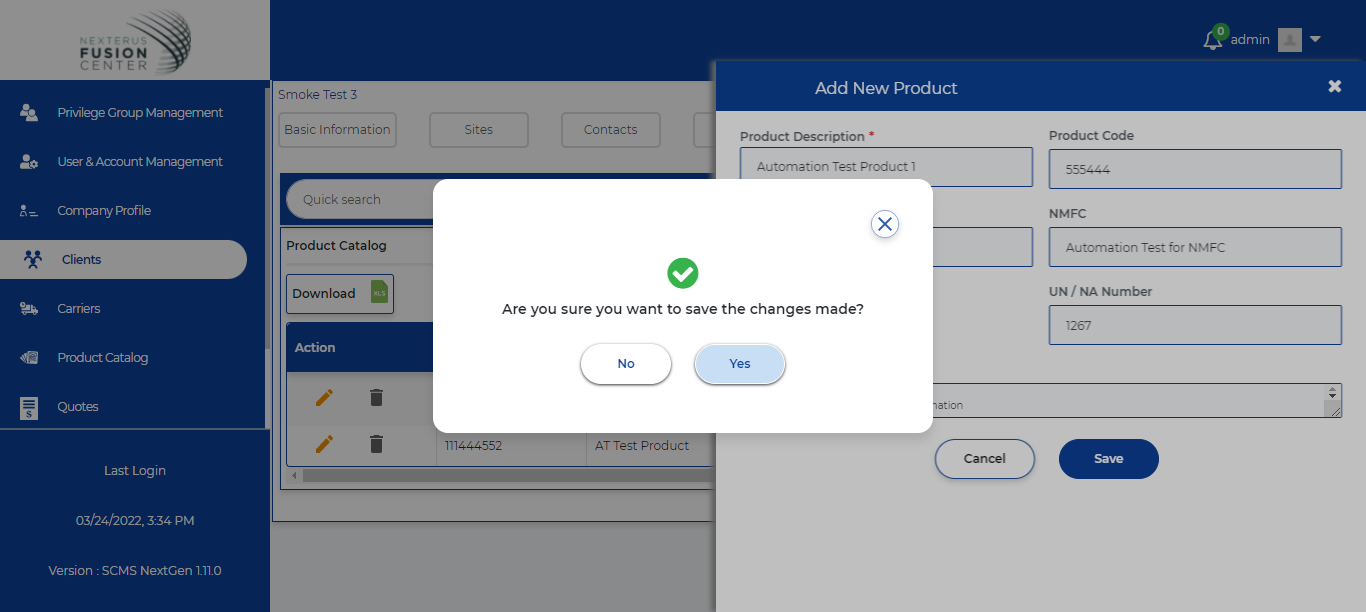 NEXTERUS
FUSION
CENTER
0
admin
Privilege Group Management
User & Account Management
Company Profile
Clients
Carriers
Product Catalog
Quotes
Last Login
03/24/2022, 3:34 PM
Version : SCMS NextGen 1.11.0
Smoke Test 3
Basic Information
Sites
Contacts
Quick search
Product Catalog
Download
XLS
Action
111444552
AT Test Product
Add New Product
Product Description *
Product Code
Automation Test Product 1
555444
NMFC
Automation Test for NMFC
UN / NA Number
1267
Cancel
Save
Are you sure you want to save the changes made?
No
Yes